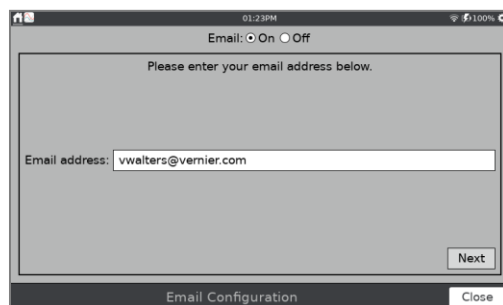 01:23PM 100%
Email: On Off
Please enter your email address below.
Email address: vwalters@vernier.com
Next
Email Configuration Close